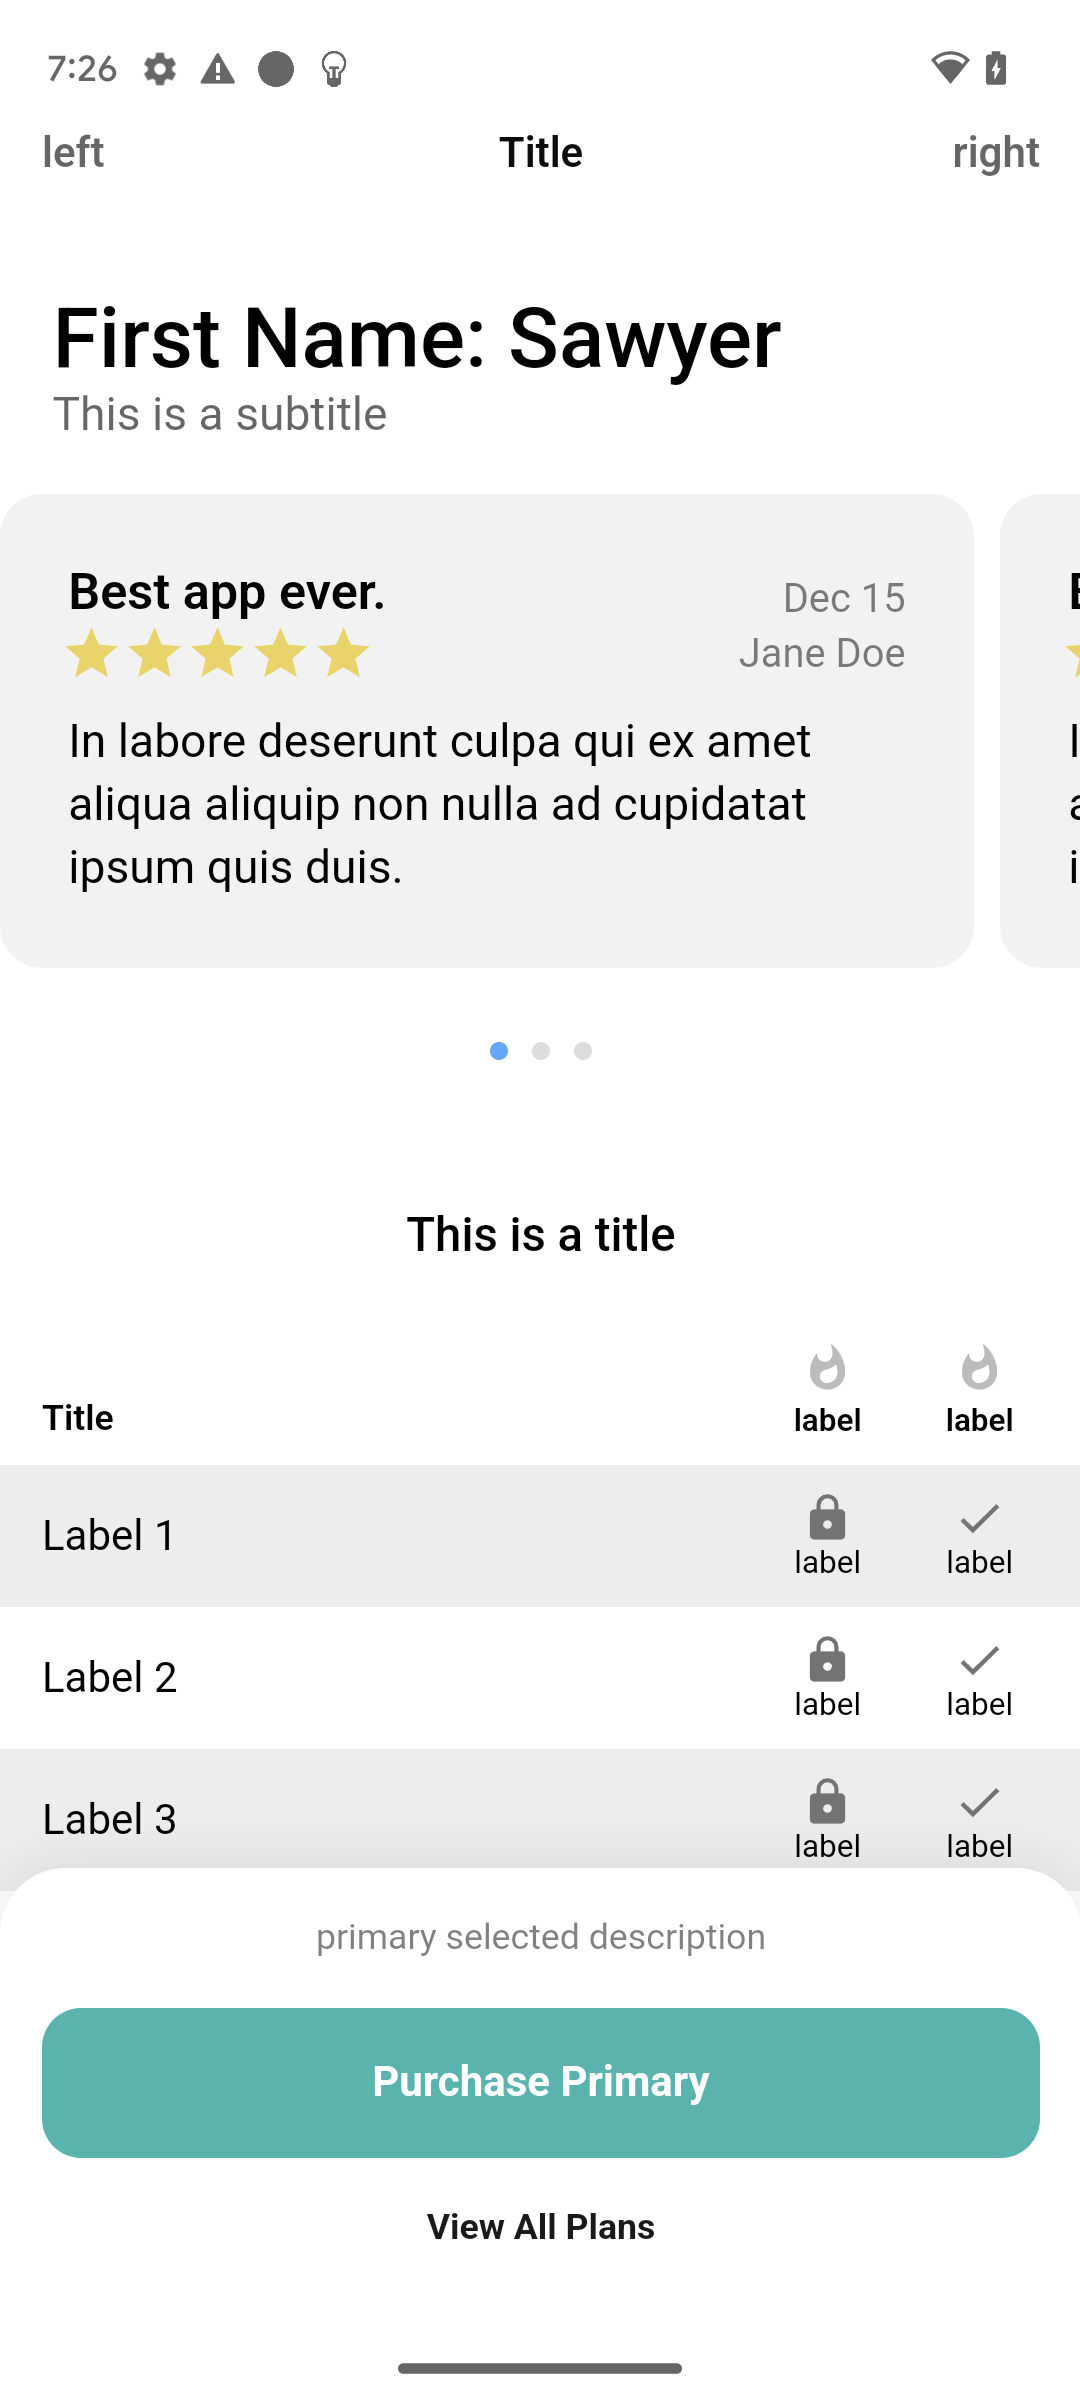 7:26
left Title right
First Name: Sawyer
This is a subtitle
Best app ever.
Dec 15
Jane Doe
In labore deserunt culpa qui ex amet
aliqua aliquip non nulla ad cupidatat
ipsum quis duis.
This is a title
Title label label
Label 1 label label
Label 2 label label
Label 3 label label
primary selected description
Purchase Primary
View All Plans